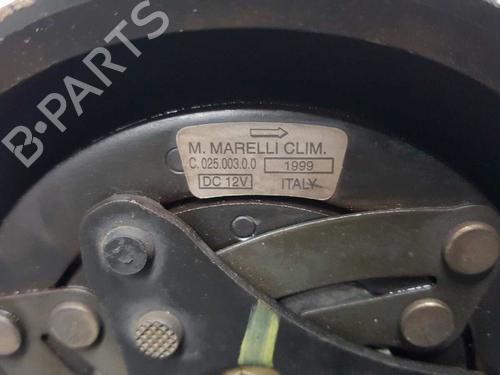 M. MARELLI CLIM.
C. 025.003.0.0 1999
DC 12V ITALY
B-PARTS